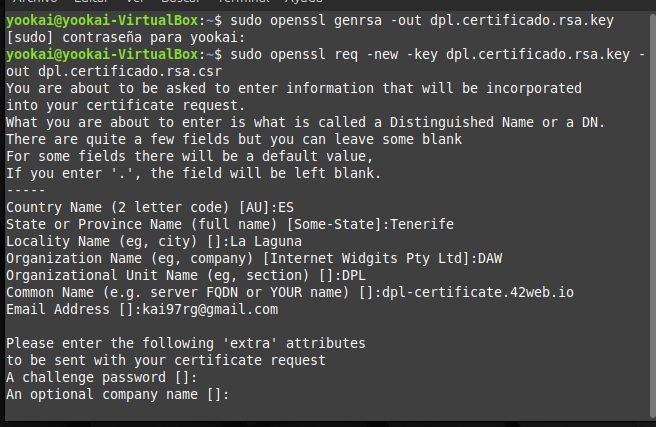 Archivo Editar Ver Buscar Terminal Ayuda
yookai@yookai-VirtualBox:~$ sudo openssl genrsa -out dpl.certificado.rsa.key
[sudo] contraseña para yookai:
yookai@yookai-VirtualBox:~$ sudo openssl req -new -key dpl.certificado.rsa.key -
out dpl.certificado.rsa.csr
You are about to be asked to enter information that will be incorporated
into your certificate request.
What you are about to enter is what is called a Distinguished Name or a DN.
There are quite a few fields but you can leave some blank
For some fields there will be a default value,
If you enter '.', the field will be left blank.
-----
Country Name (2 letter code) [AU]:ES
State or Province Name (full name) [Some-State]:Tenerife
Locality Name (eg, city) []:La Laguna
Organization Name (eg, company) [Internet Widgits Pty Ltd]:DAW
Organizational Unit Name (eg, section) []:DPL
Common Name (e.g. server FQDN or YOUR name) []:dpl-certificate.42web.io
Email Address []:kai97rg@gmail.com

Please enter the following 'extra' attributes
to be sent with your certificate request
A challenge password []:
An optional company name []: